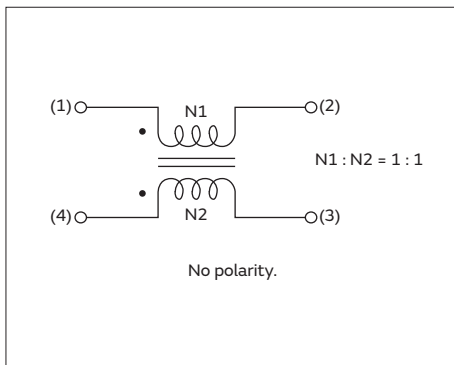 (1)
N1
(2)
N1 : N2 = 1 : 1
(4)
N2
(3)
No polarity.